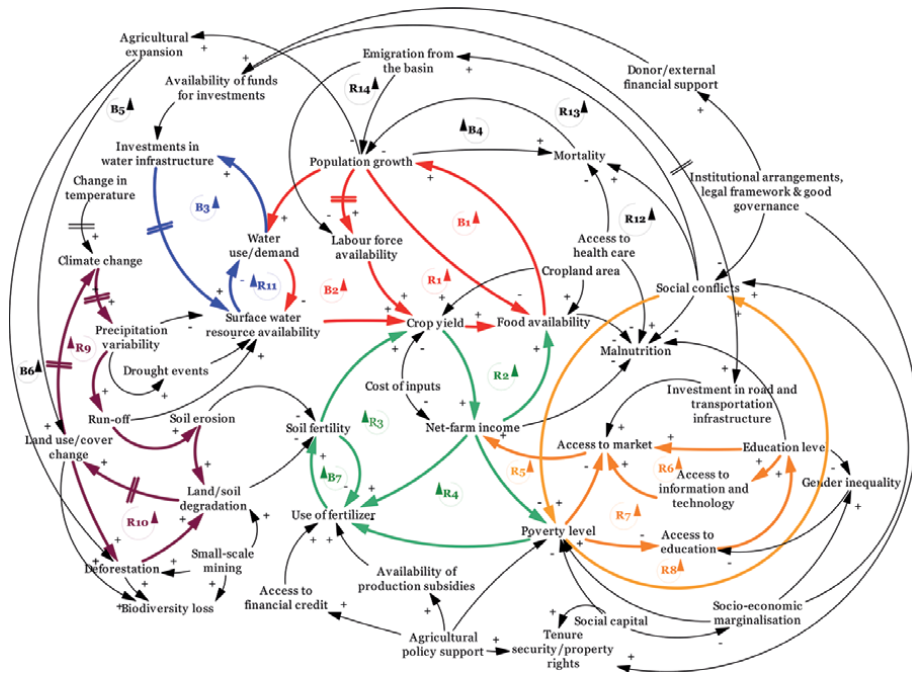 Agricultural
expansion
Emigration from
the basin
Donor/external
financial support
Availability of funds
for investments
R14
R13
B5
B4
Investments in
water infrastructure
Population growth
Mortality
Institutional arrangements,
legal framework & good
governance
Change in
temperature
B3
B1
R12
Water
use/demand
Labour force
availability
Access to
health care
Climate change
R11
B2
R1
Cropland area
Social conflicts
Surface water
resource availability
Crop yield
Food availability
Precipitation
variability
R9
Malnutrition
B6
Drought events
Cost of inputs
R2
Investment in road and
transportation
infrastructure
Run-off
Soil erosion
Soil fertility
R3
Net-farm income
Land use/cover
change
Access to market
Education leve
R5
R6
Access to
information and
technology
Gender inequality
B7
R4
Land/soil
degradation
R7
R10
Use of fertilizer
Poverty level
Access to
education
Small-scale
mining
R8
Deforestation
Availability of
production subsidies
Access to
financial credit
Biodiversity loss
Social capital
Socio-economic
marginalisation
Agricultural
policy support
Tenure
security/property
rights